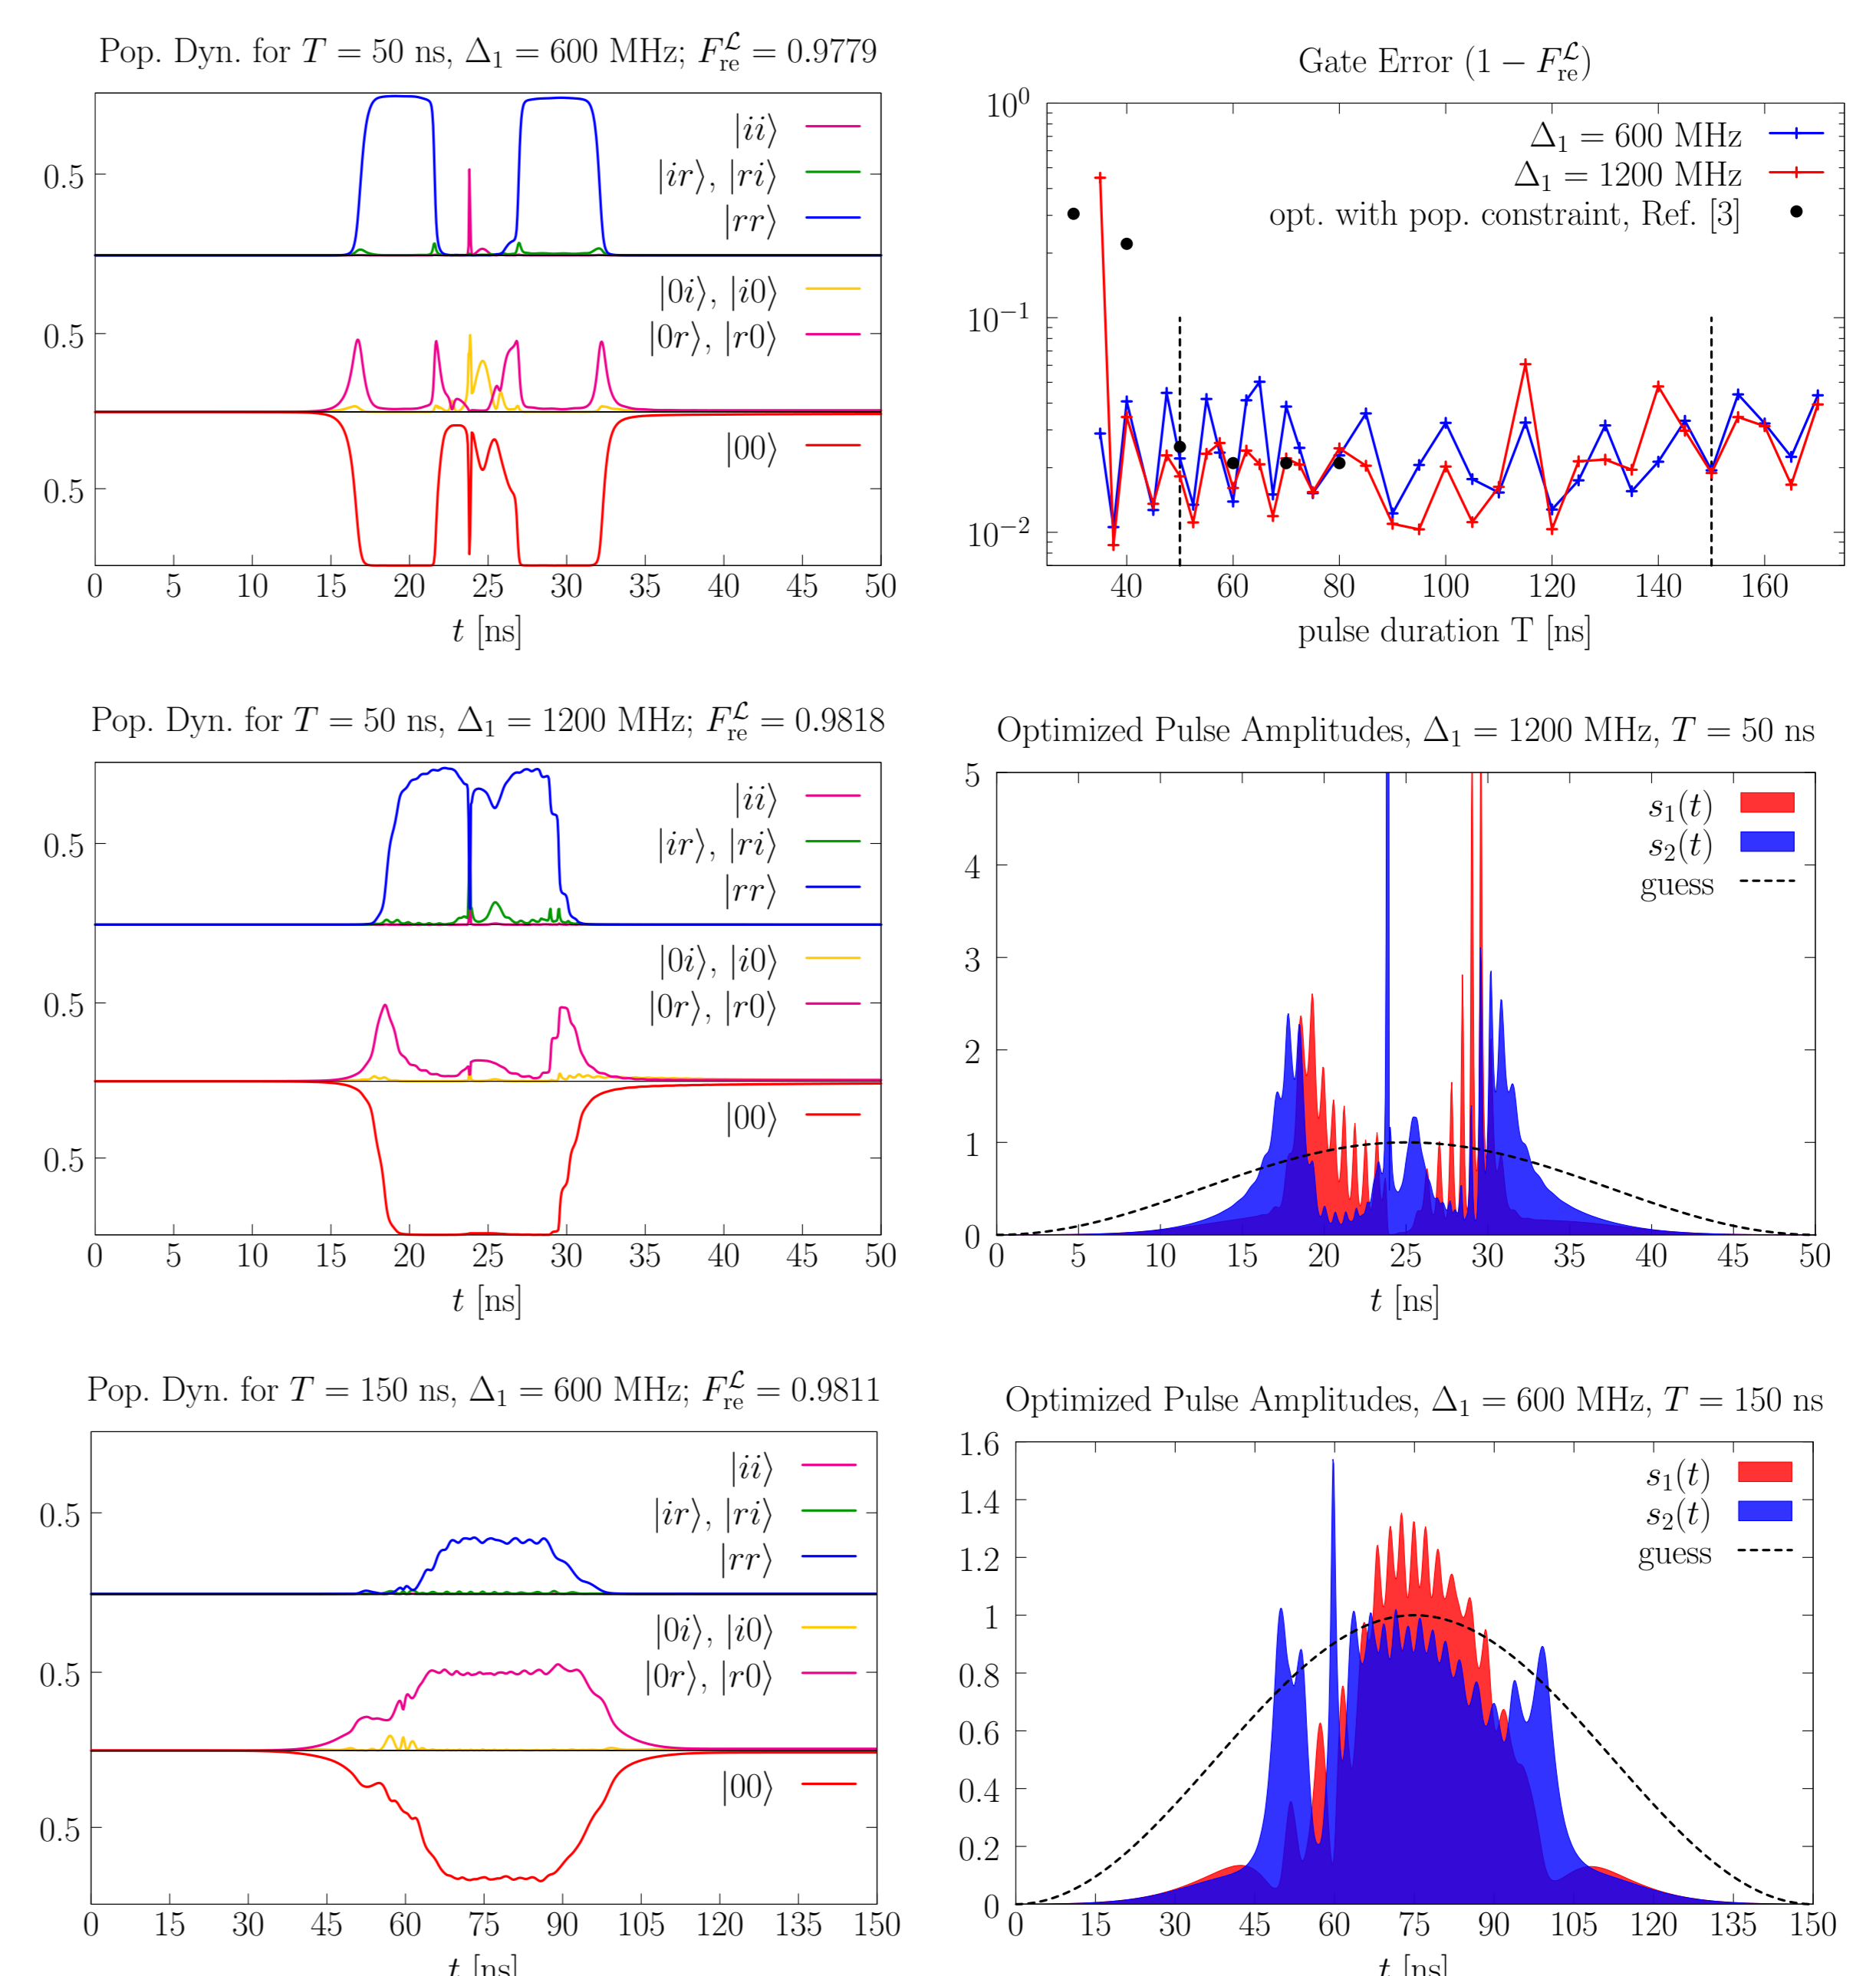 Pop. Dyn. for T = 50 ns, Δ₁ = 600 MHz; F_re^ℒ = 0.9779
|ii⟩
0.5
|ir⟩, |ri⟩
|rr⟩
|0i⟩, |i0⟩
0.5
|0r⟩, |r0⟩
|00⟩
0.5
0 5 10 15 20 25 30 35 40 45 50
t [ns]
Gate Error (1 − F_re^ℒ)
10⁰
Δ₁ = 600 MHz
Δ₁ = 1200 MHz
opt. with pop. constraint, Ref. [3]
10⁻¹
10⁻²
40 60 80 100 120 140 160
pulse duration T [ns]
Pop. Dyn. for T = 50 ns, Δ₁ = 1200 MHz; F_re^ℒ = 0.9818
|ii⟩
0.5
|ir⟩, |ri⟩
|rr⟩
|0i⟩, |i0⟩
0.5
|0r⟩, |r0⟩
|00⟩
0.5
0 5 10 15 20 25 30 35 40 45 50
t [ns]
Optimized Pulse Amplitudes, Δ₁ = 1200 MHz, T = 50 ns
5
s₁(t)
s₂(t)
guess
4
3
2
1
0
0 5 10 15 20 25 30 35 40 45 50
t [ns]
Pop. Dyn. for T = 150 ns, Δ₁ = 600 MHz; F_re^ℒ = 0.9811
|ii⟩
0.5
|ir⟩, |ri⟩
|rr⟩
|0i⟩, |i0⟩
0.5
|0r⟩, |r0⟩
|00⟩
0.5
0 15 30 45 60 75 90 105 120 135 150
t [ns]
Optimized Pulse Amplitudes, Δ₁ = 600 MHz, T = 150 ns
1.6
s₁(t)
1.4
s₂(t)
guess
1.2
1
0.8
0.6
0.4
0.2
0
0 15 30 45 60 75 90 105 120 135 150
t [ns]